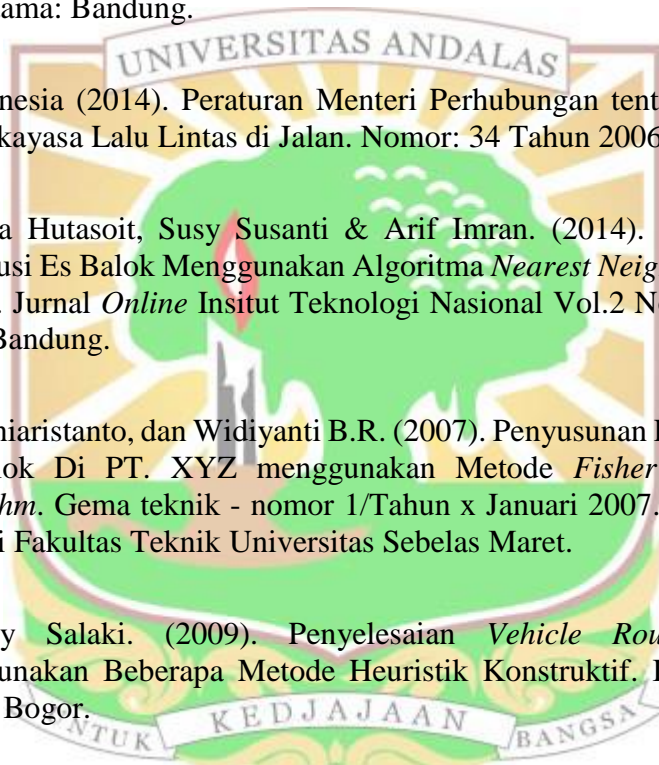 ama: Bandung.
UNIVERSITAS ANDALAS
nesia (2014). Peraturan Menteri Perhubungan tent
kayasa Lalu Lintas di Jalan. Nomor: 34 Tahun 2006
a Hutasoit, Susy Susanti & Arif Imran. (2014).
usi Es Balok Menggunakan Algoritma Nearest Neig
. Jurnal Online Insitut Teknologi Nasional Vol.2 N
Bandung.
niaristanto, dan Widiyanti B.R. (2007). Penyusunan
lok Di PT. XYZ menggunakan Metode Fisher
hm. Gema teknik - nomor 1/Tahun x Januari 2007.
i Fakultas Teknik Universitas Sebelas Maret.
y Salaki. (2009). Penyelesaian Vehicle Rou
unakan Beberapa Metode Heuristik Konstruktif.
Bogor.
NTUK KEDJAJAAN BANGSA